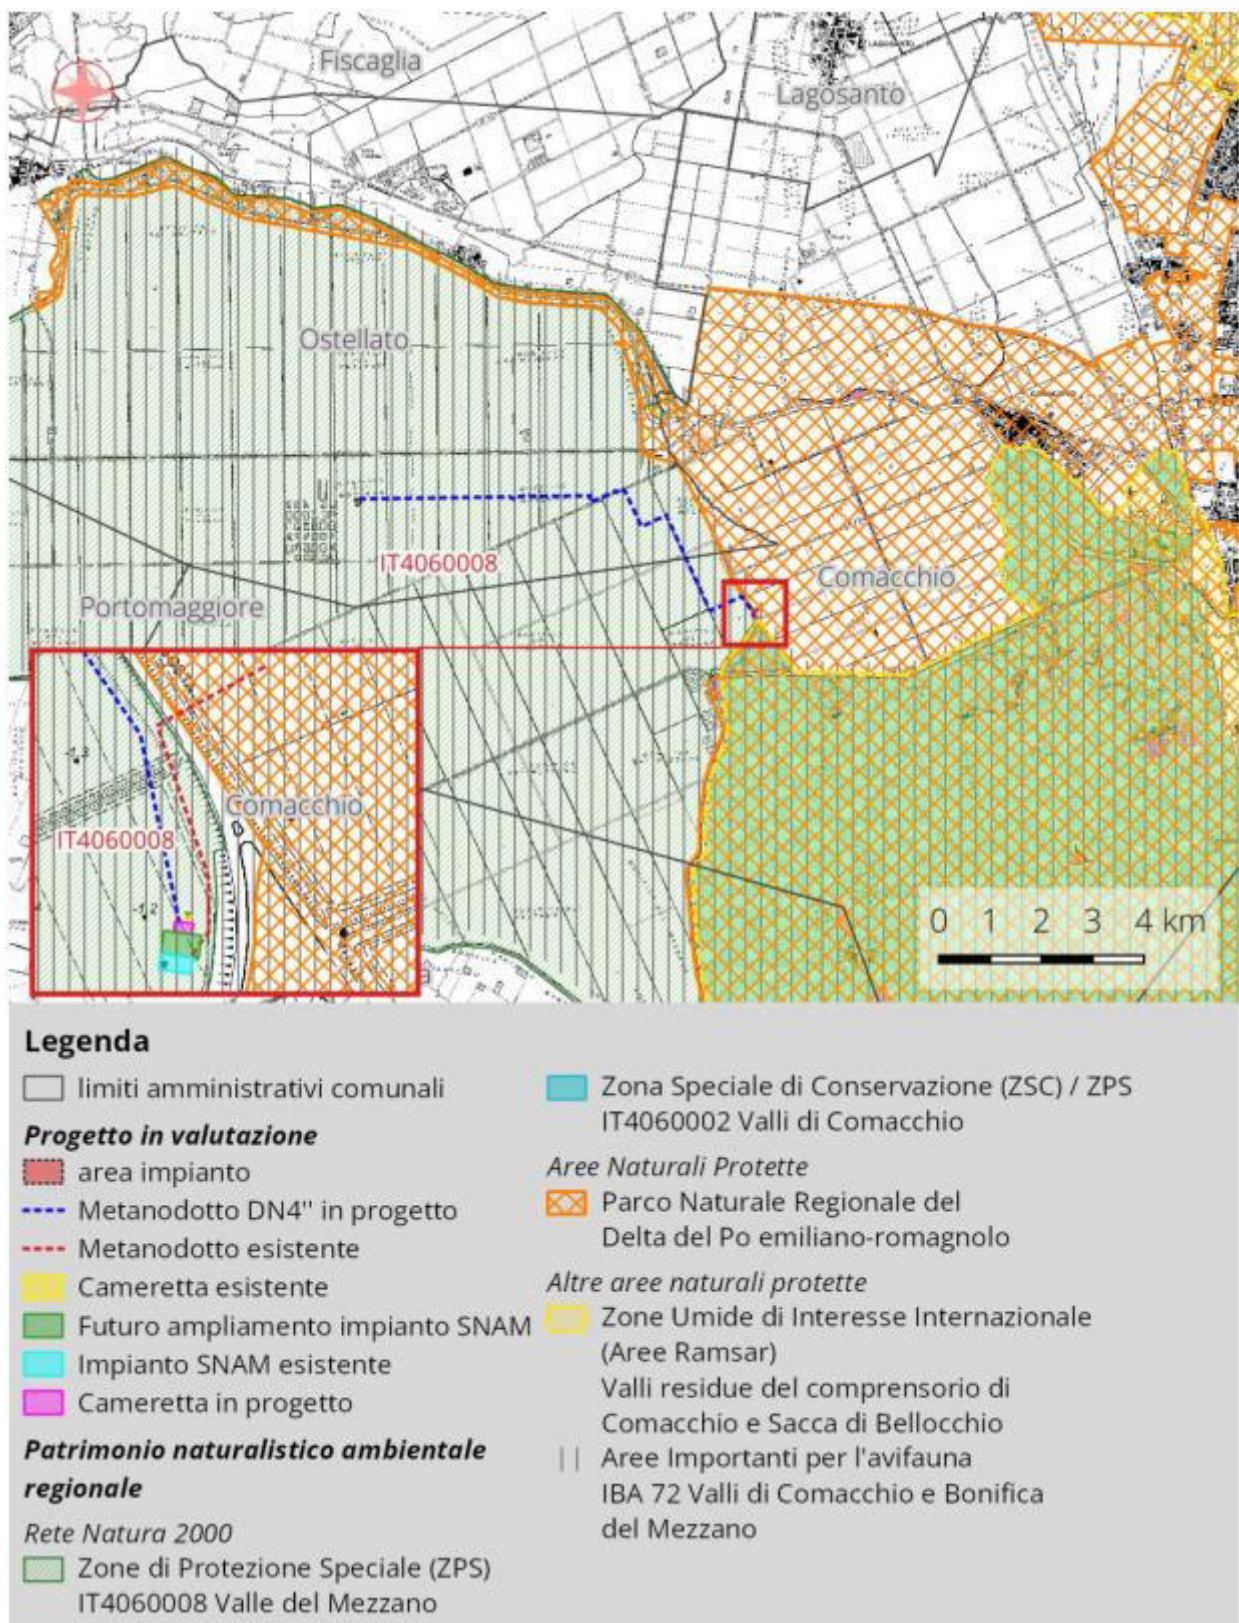 Fiscaglia
Lagosanto
Ostellato
IT4060008
Comacchio
Portomaggiore
Comacchio
IT4060008
0 1 2 3 4 km
Legenda
limiti amministrativi comunali
Progetto in valutazione
area impianto
Metanodotto DN4'' in progetto
Metanodotto esistente
Cameretta esistente
Futuro ampliamento impianto SNAM
Impianto SNAM esistente
Cameretta in progetto
Patrimonio naturalistico ambientale
regionale
Rete Natura 2000
Zone di Protezione Speciale (ZPS)
IT4060008 Valle del Mezzano
Zona Speciale di Conservazione (ZSC) / ZPS
IT4060002 Valli di Comacchio
Aree Naturali Protette
Parco Naturale Regionale del
Delta del Po emiliano-romagnolo
Altre aree naturali protette
Zone Umide di Interesse Internazionale
(Aree Ramsar)
Valli residue del comprensorio di
Comacchio e Sacca di Bellocchio
Aree Importanti per l'avifauna
IBA 72 Valli di Comacchio e Bonifica
del Mezzano